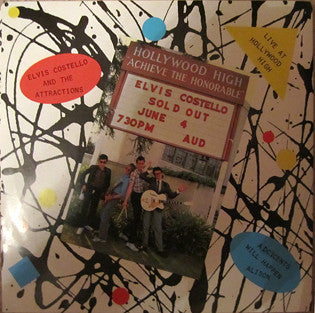 ELVIS COSTELLO
AND THE
ATTRACTIONS
LIVE AT
HOLLYWOOD
HIGH
HOLLYWOOD HIGH
ACHIEVE THE HONORABLE
ELVIS COSTELLO
SOLD OUT
JUNE 4
730PM AUD
ACCIDENTS
WILL HAPPEN
ALISON